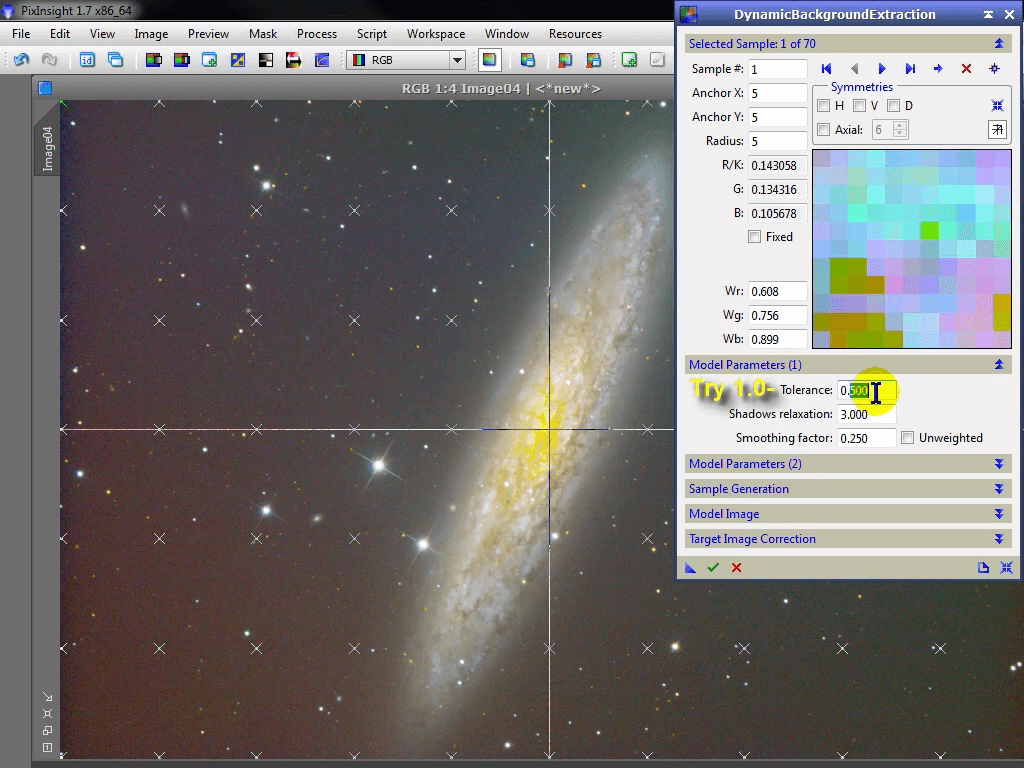 PixInsight 1.7 x86_64
File Edit View Image Preview Mask Process Script Workspace Window Resources
RGB
RGB 1:4 Image04 | <*new*>
Image04
DynamicBackgroundExtraction
Selected Sample: 1 of 70
Sample #: 1
Anchor X: 5
Anchor Y: 5
Radius: 5
R/K: 0.143058
G: 0.134316
B: 0.105678
Fixed
Wr: 0.608
Wg: 0.756
Wb: 0.899
Symmetries
H V D
Axial: 6
Model Parameters (1)
Try 1.0- Tolerance: 0.500
Shadows relaxation: 3.000
Smoothing factor: 0.250 Unweighted
Model Parameters (2)
Sample Generation
Model Image
Target Image Correction